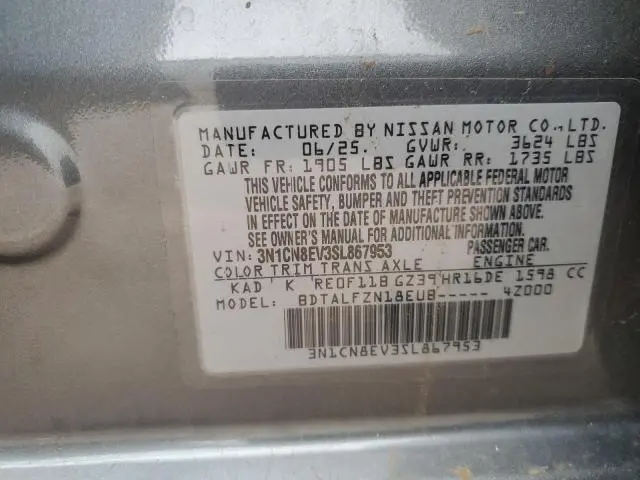 MANUFACTURED BY NISSAN MOTOR CO., LTD.
DATE: 06/25. GVWR: 3624 LBS
GAWR FR: 1905 LBS GAWR RR: 1735 LBS
THIS VEHICLE CONFORMS TO ALL APPLICABLE FEDERAL MOTOR
VEHICLE SAFETY, BUMPER AND THEFT PREVENTION STANDARDS
IN EFFECT ON THE DATE OF MANUFACTURE SHOWN ABOVE.
SEE OWNER'S MANUAL FOR ADDITIONAL INFORMATION.
VIN: 3N1CN8EV3SL867953 PASSENGER CAR.
COLOR TRIM TRANS AXLE ENGINE
KAD K RE0F11B GZ39 HR16DE 1598 CC
MODEL: BDTALFZN18EUB----- 4Z000
3N1CN8EV3SL867953